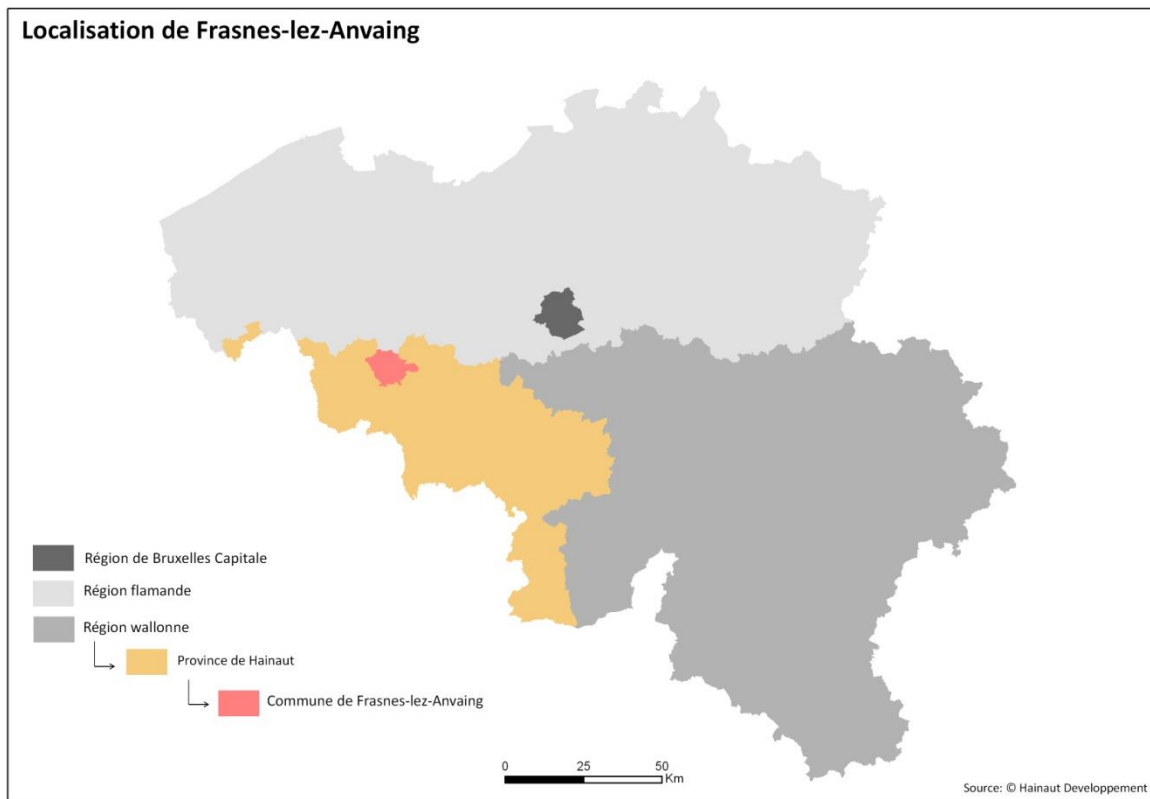 Localisation de Frasnes-lez-Anvaing
Région de Bruxelles Capitale
Région flamande
Région wallonne
Province de Hainaut
Commune de Frasnes-lez-Anvaing
0 25 50
Km
Source: © Hainaut Developpement